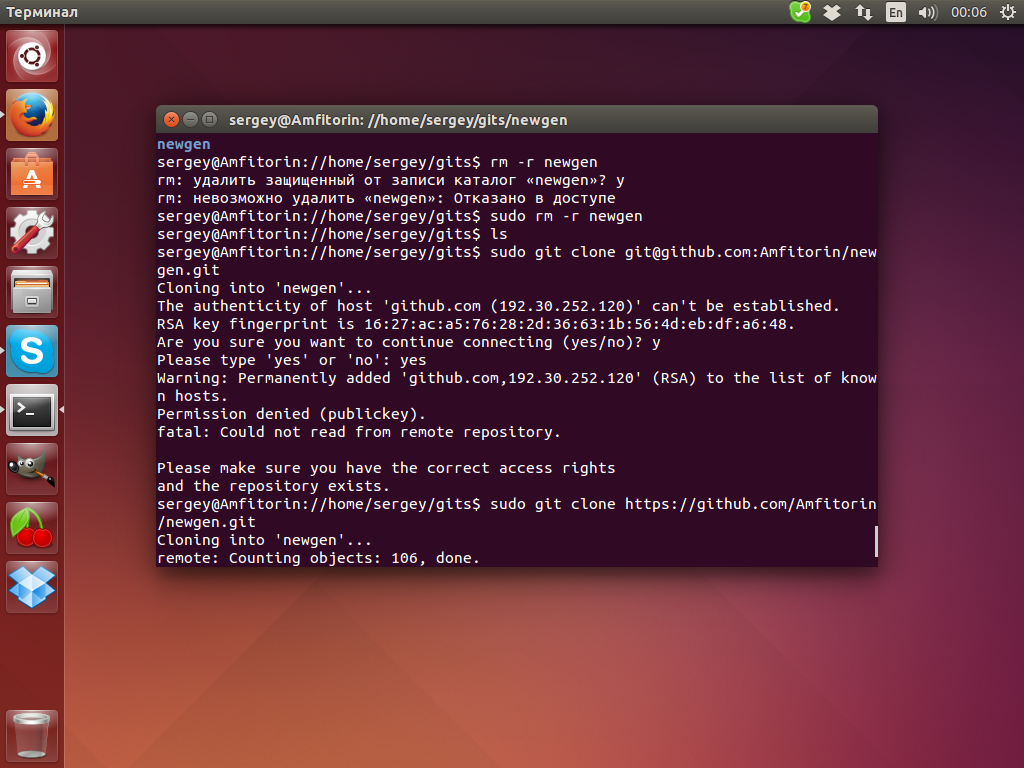 Терминал
En
00:06
sergey@Amfitorin: //home/sergey/gits/newgen
newgen
sergey@Amfitorin://home/sergey/gits$ rm -r newgen
rm: удалить защищенный от записи каталог «newgen»? y
rm: невозможно удалить «newgen»: Отказано в доступе
sergey@Amfitorin://home/sergey/gits$ sudo rm -r newgen
sergey@Amfitorin://home/sergey/gits$ ls
sergey@Amfitorin://home/sergey/gits$ sudo git clone git@github.com:Amfitorin/new
gen.git
Cloning into 'newgen'...
The authenticity of host 'github.com (192.30.252.120)' can't be established.
RSA key fingerprint is 16:27:ac:a5:76:28:2d:36:63:1b:56:4d:eb:df:a6:48.
Are you sure you want to continue connecting (yes/no)? y
Please type 'yes' or 'no': yes
Warning: Permanently added 'github.com,192.30.252.120' (RSA) to the list of know
n hosts.
Permission denied (publickey).
fatal: Could not read from remote repository.
Please make sure you have the correct access rights
and the repository exists.
sergey@Amfitorin://home/sergey/gits$ sudo git clone https://github.com/Amfitorin
/newgen.git
Cloning into 'newgen'...
remote: Counting objects: 106, done.